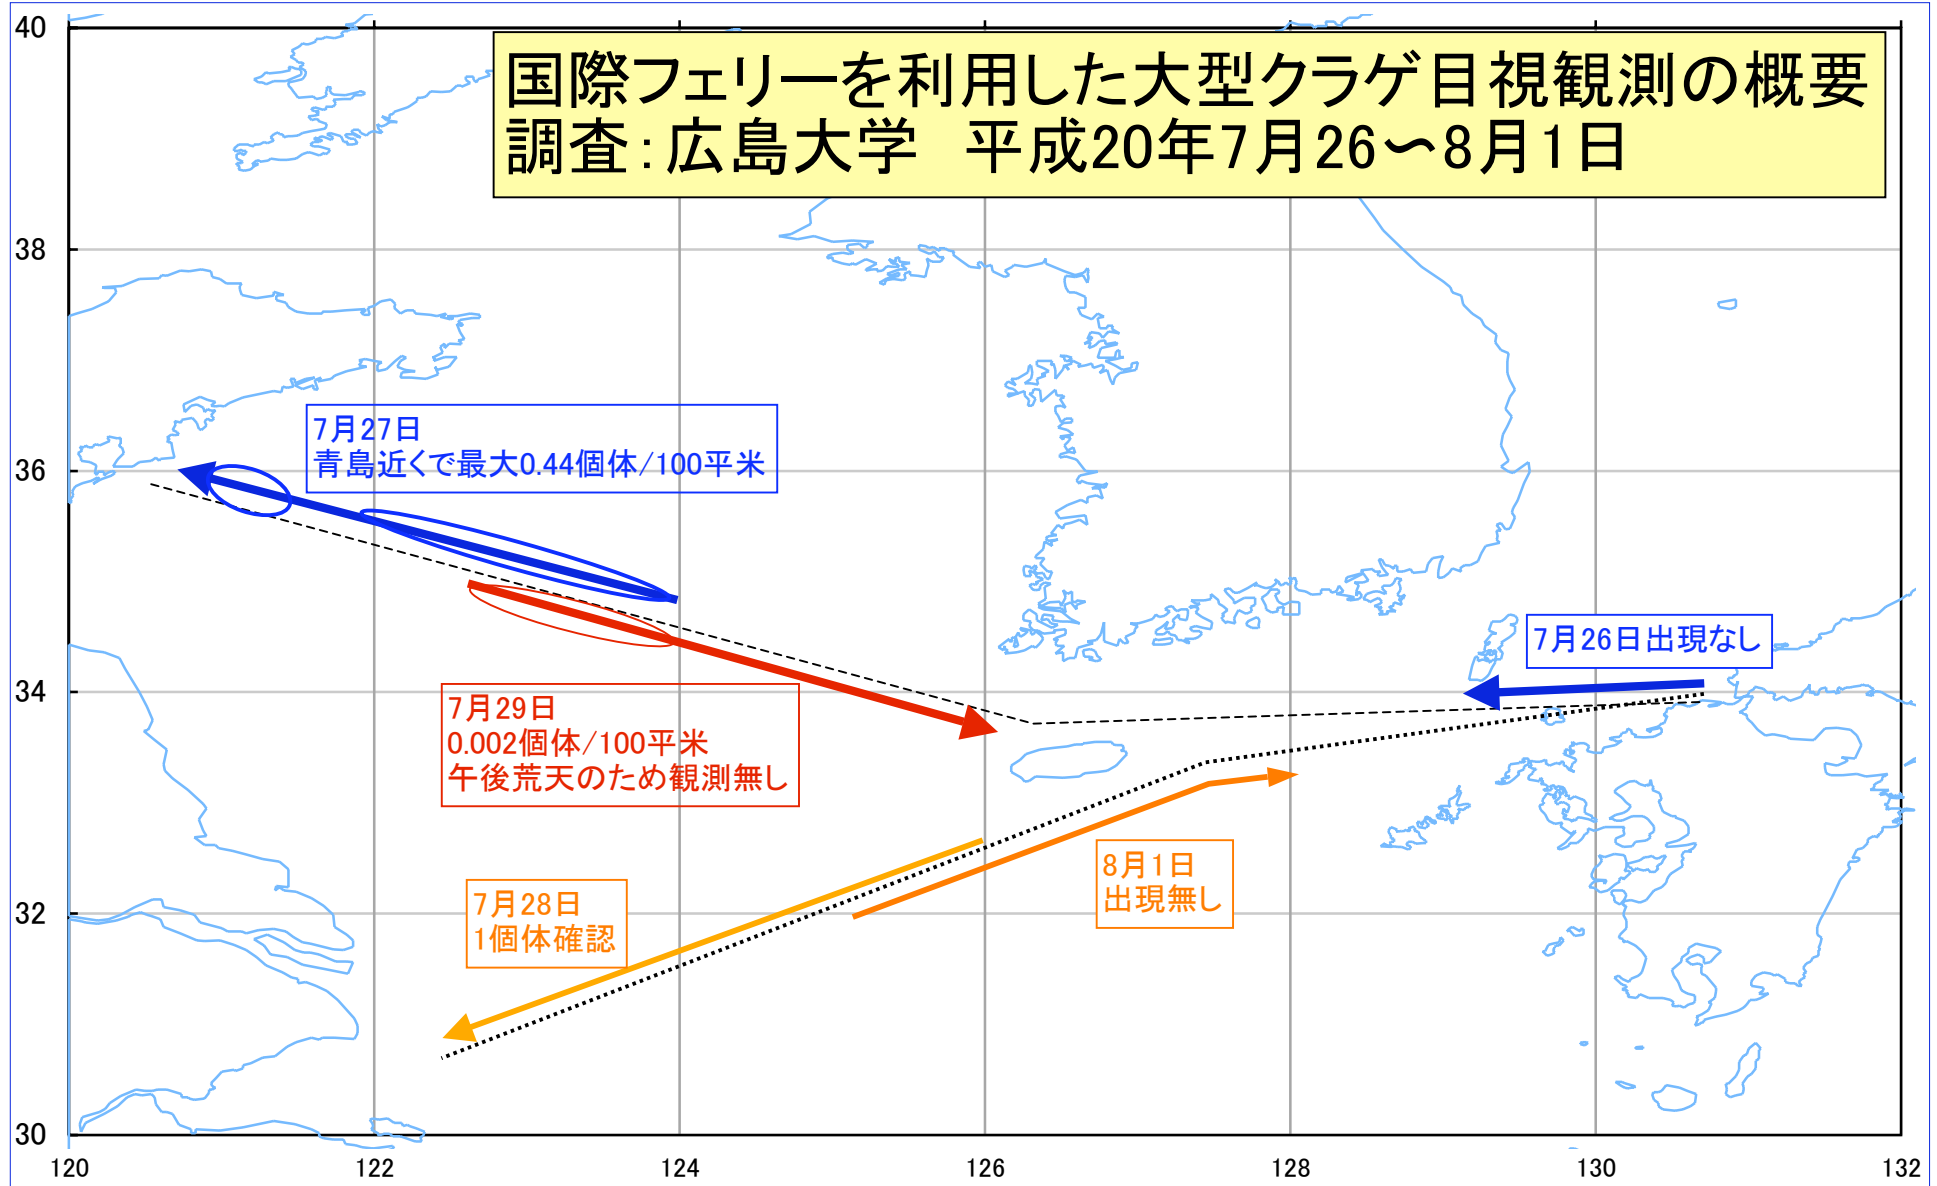 国際フェリーを利用した大型クラゲ目視観測の概要
調査：広島大学　平成20年7月26〜8月1日
40
38
36
34
32
30
120
122
124
126
128
130
132
7月27日
青島近くで最大0.44個体/100平米
7月26日出現なし
7月29日
0.002個体/100平米
午後荒天のため観測無し
8月1日
出現無し
7月28日
1個体確認